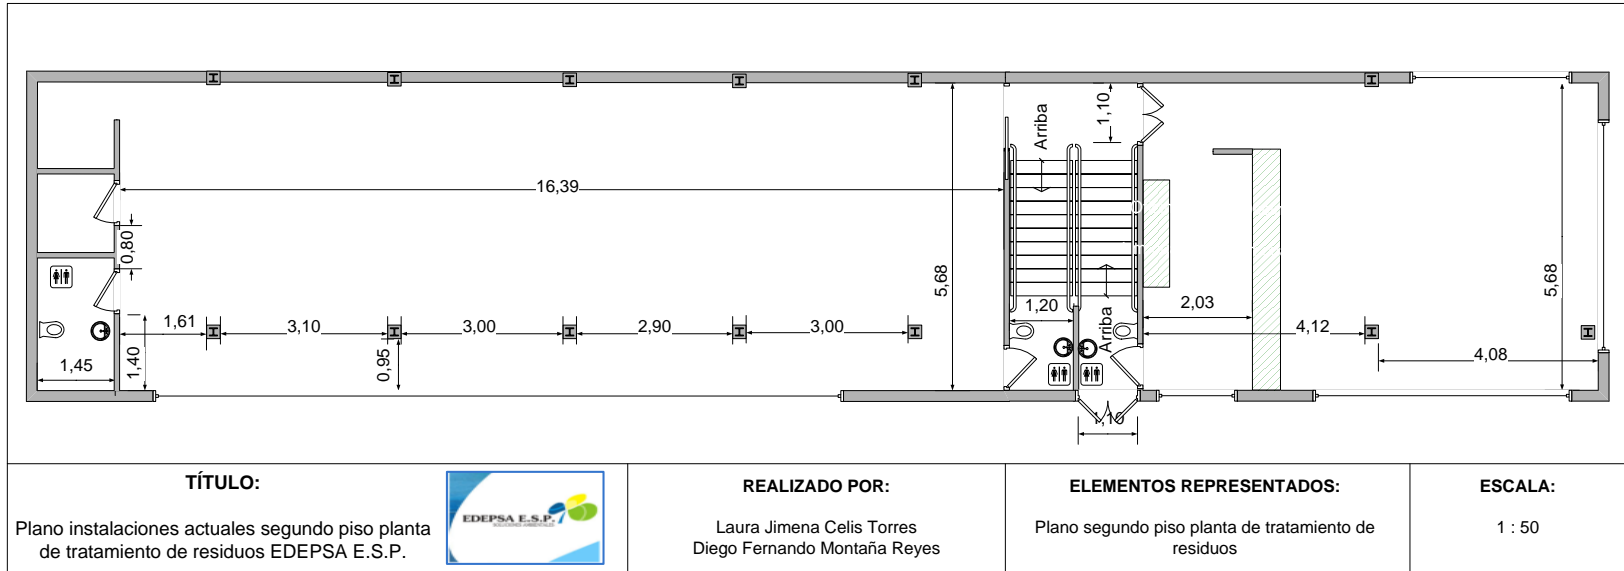 1,10
Arriba
16,39
0,80
5,68
5,68
1,61
3,10
3,00
2,90
3,00
1,20
2,03
4,12
4,08
1,40
0,95
Arriba
1,45
1,10
TÍTULO:
Plano instalaciones actuales segundo piso planta
de tratamiento de residuos EDEPSA E.S.P.
EDEPSA E.S.P.
SOLUCIONES AMBIENTALES
REALIZADO POR:
Laura Jimena Celis Torres
Diego Fernando Montaña Reyes
ELEMENTOS REPRESENTADOS:
Plano segundo piso planta de tratamiento de
residuos
ESCALA:
1 : 50